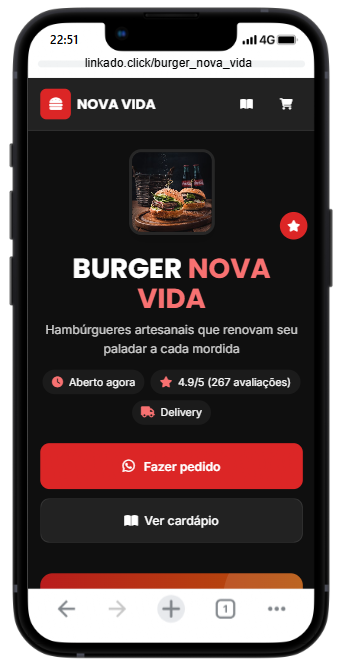 22:51
4G
linkado.click/burger_nova_vida
NOVA VIDA
BURGER NOVA
VIDA
Hambúrgueres artesanais que renovam seu
paladar a cada mordida
Aberto agora
4.9/5 (267 avaliações)
Delivery
Fazer pedido
Ver cardápio
1